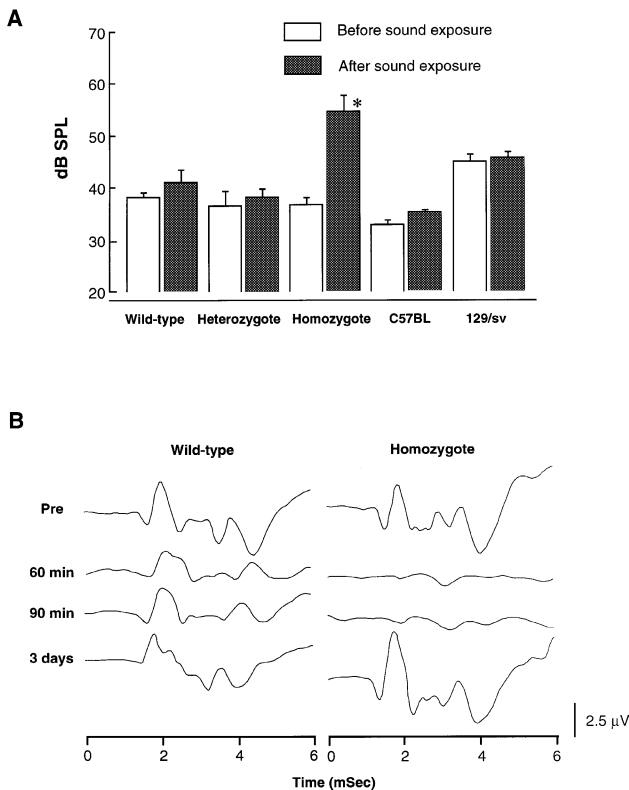 A
Before sound exposure
After sound exposure
dB SPL
70
60
50
40
30
20
*
Wild-type Heterozygote Homozygote C57BL 129/sv
B
Wild-type Homozygote
Pre
60 min
90 min
3 days
2.5 μV
0 2 4 6 0 2 4 6
Time (mSec)